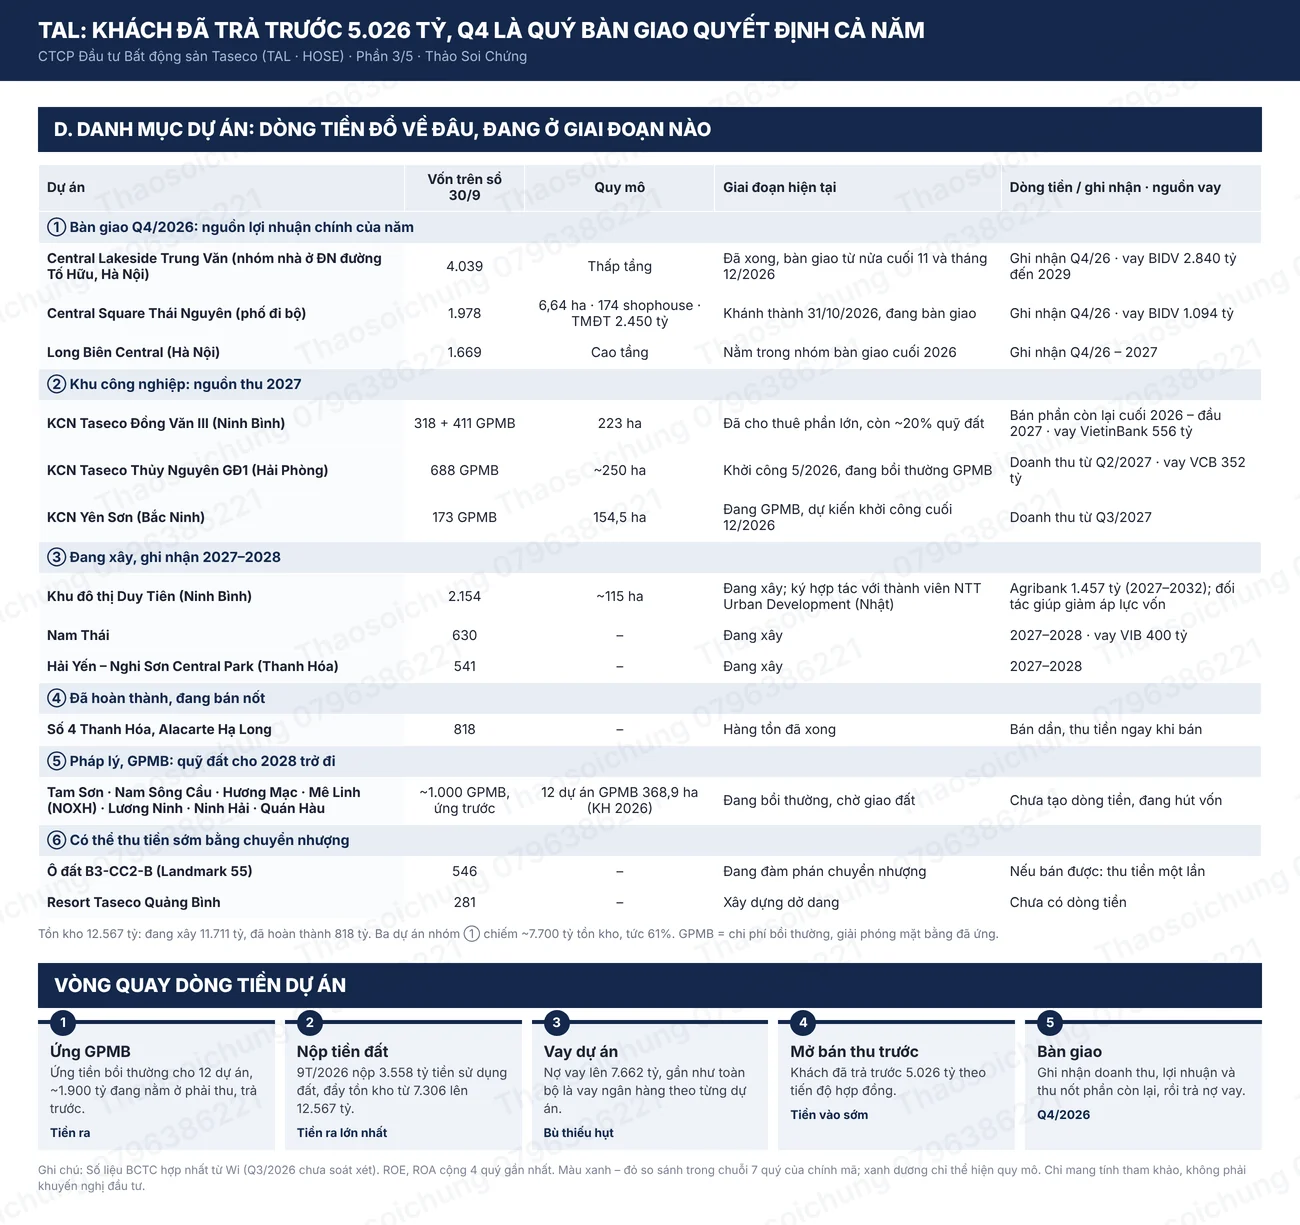 TAL: KHÁCH ĐÃ TRẢ TRƯỚC 5.026 TỶ, Q4 LÀ QUÝ BÀN GIAO QUYẾT ĐỊNH CẢ NĂM
CTCP Đầu tư Bất động sản Taseco (TAL · HOSE) · Phần 3/5 · Thảo Soi Chứng
D. DANH MỤC DỰ ÁN: DÒNG TIỀN ĐỔ VỀ ĐÂU, ĐANG Ở GIAI ĐOẠN NÀO
Dự án
Vốn trên sổ
30/9
Quy mô
Giai đoạn hiện tại
Dòng tiền / ghi nhận · nguồn vay
① Bàn giao Q4/2026: nguồn lợi nhuận chính của năm
Central Lakeside Trung Văn (nhóm nhà ở ĐN đường
Tố Hữu, Hà Nội)
4.039
Thấp tầng
Đã xong, bàn giao từ nửa cuối 11 và tháng
12/2026
Ghi nhận Q4/26 · vay BIDV 2.840 tỷ
đến 2029
Central Square Thái Nguyên (phố đi bộ)
1.978
6,64 ha · 174 shophouse ·
TMĐT 2.450 tỷ
Khánh thành 31/10/2026, đang bàn giao
Ghi nhận Q4/26 · vay BIDV 1.094 tỷ
Long Biên Central (Hà Nội)
1.669
Cao tầng
Nằm trong nhóm bàn giao cuối 2026
Ghi nhận Q4/26 – 2027
② Khu công nghiệp: nguồn thu 2027
KCN Taseco Đồng Văn III (Ninh Bình)
318 + 411 GPMB
223 ha
Đã cho thuê phần lớn, còn ~20% quỹ đất
Bán phần còn lại cuối 2026 – đầu
2027 · vay VietinBank 556 tỷ
KCN Taseco Thủy Nguyên GĐ1 (Hải Phòng)
688 GPMB
~250 ha
Khởi công 5/2026, đang bồi thường GPMB
Doanh thu từ Q2/2027 · vay VCB 352
tỷ
KCN Yên Sơn (Bắc Ninh)
173 GPMB
154,5 ha
Đang GPMB, dự kiến khởi công cuối
12/2026
Doanh thu từ Q3/2027
③ Đang xây, ghi nhận 2027–2028
Khu đô thị Duy Tiên (Ninh Bình)
2.154
~115 ha
Đang xây; ký hợp tác với thành viên NTT
Urban Development (Nhật)
Agribank 1.457 tỷ (2027–2032); đối
tác giúp giảm áp lực vốn
Nam Thái
630
–
Đang xây
2027–2028 · vay VIB 400 tỷ
Hải Yến – Nghi Sơn Central Park (Thanh Hóa)
541
–
Đang xây
2027–2028
④ Đã hoàn thành, đang bán nốt
Số 4 Thanh Hóa, Alacarte Hạ Long
818
–
Hàng tồn đã xong
Bán dần, thu tiền ngay khi bán
⑤ Pháp lý, GPMB: quỹ đất cho 2028 trở đi
Tam Sơn · Nam Sông Cầu · Hương Mạc · Mê Linh
(NOXH) · Lương Ninh · Ninh Hải · Quán Hàu
~1.000 GPMB,
ứng trước
12 dự án GPMB 368,9 ha
(KH 2026)
Đang bồi thường, chờ giao đất
Chưa tạo dòng tiền, đang hút vốn
⑥ Có thể thu tiền sớm bằng chuyển nhượng
Ô đất B3-CC2-B (Landmark 55)
546
–
Đang đàm phán chuyển nhượng
Nếu bán được: thu tiền một lần
Resort Taseco Quảng Bình
281
–
Xây dựng dở dang
Chưa có dòng tiền
Tồn kho 12.567 tỷ: đang xây 11.711 tỷ, đã hoàn thành 818 tỷ. Ba dự án nhóm ① chiếm ~7.700 tỷ tồn kho, tức 61%. GPMB = chi phí bồi thường, giải phóng mặt bằng đã ứng.
VÒNG QUAY DÒNG TIỀN DỰ ÁN
1
Ứng GPMB
Ứng tiền bồi thường cho 12 dự án,
~1.900 tỷ đang nằm ở phải thu, trả
trước.
Tiền ra
2
Nộp tiền đất
9T/2026 nộp 3.558 tỷ tiền sử dụng
đất, đẩy tồn kho từ 7.306 lên
12.567 tỷ.
Tiền ra lớn nhất
3
Vay dự án
Nợ vay lên 7.662 tỷ, gần như toàn
bộ là vay ngân hàng theo từng dự
án.
Bù thiếu hụt
4
Mở bán thu trước
Khách đã trả trước 5.026 tỷ theo
tiến độ hợp đồng.
Tiền vào sớm
5
Bàn giao
Ghi nhận doanh thu, lợi nhuận và
thu nốt phần còn lại, rồi trả nợ vay.
Q4/2026
Ghi chú: Số liệu BCTC hợp nhất từ Wi (Q3/2026 chưa soát xét). ROE, ROA cộng 4 quý gần nhất. Màu xanh – đỏ so sánh trong chuỗi 7 quý của chính mã; xanh dương chỉ thể hiện quy mô. Chỉ mang tính tham khảo, không phải
khuyến nghị đầu tư.
Thaosoichung 0796386221